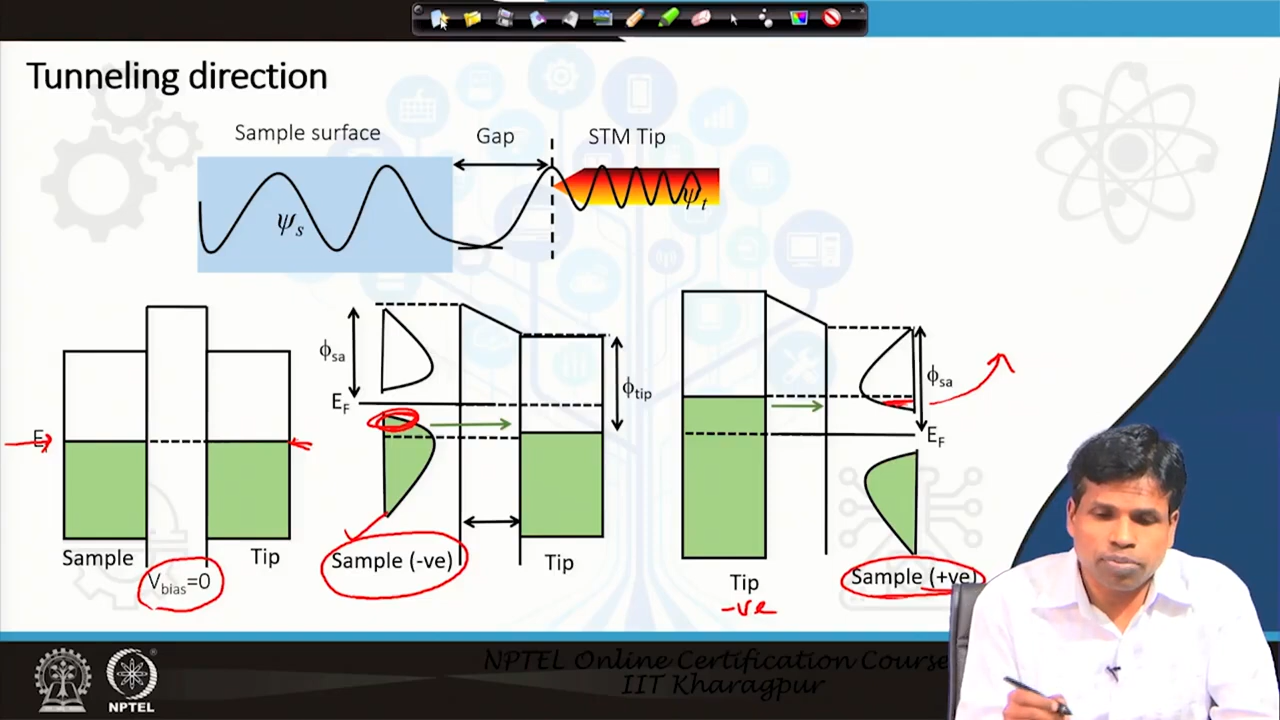 Tunneling direction
Sample surface
Gap
STM Tip
ψs
ψt
ϕsa
EF
ϕtip
ϕsa
EF
E
Sample
Tip
Vbias=0
Sample (-ve)
Tip
Tip
-ve
Sample (+ve)
NPTEL Online Certification Course
IIT Kharagpur
NPTEL